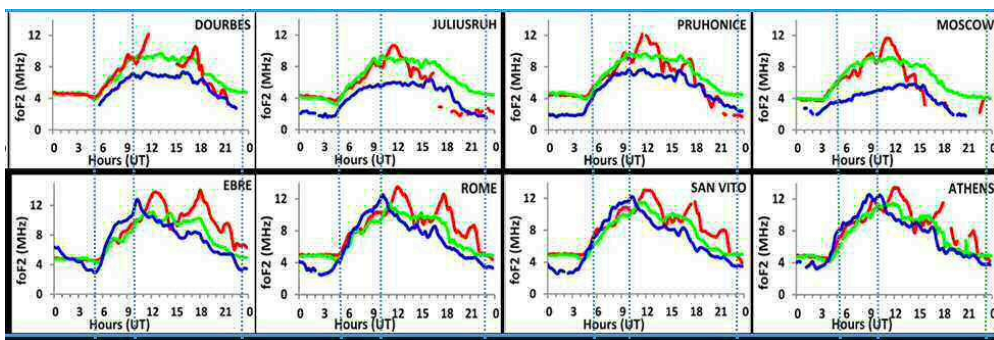 DOURBES
JULIUSRUH
PRUHONICE
MOSCOW
foF2 (MHz)
12
8
4
0
foF2 (MHz)
12
8
4
0
foF2 (MHz)
12
8
4
0
foF2 (MHz)
12
8
4
0
0 3 6 9 12 15 18 21 0
Hours (UT)
0 3 6 9 12 15 18 21 0
Hours (UT)
0 3 6 9 12 15 18 21 0
Hours (UT)
0 3 6 9 12 15 18 21 0
Hours (UT)
EBRE
ROME
SAN VITO
ATHENS
foF2 (MHz)
12
8
4
0
foF2 (MHz)
12
8
4
0
foF2 (MHz)
12
8
4
0
foF2 (MHz)
12
8
4
0
0 3 6 9 12 15 18 21 0
Hours (UT)
0 3 6 9 12 15 18 21 0
Hours (UT)
0 3 6 9 12 15 18 21 0
Hours (UT)
0 3 6 9 12 15 18 21 0
Hours (UT)